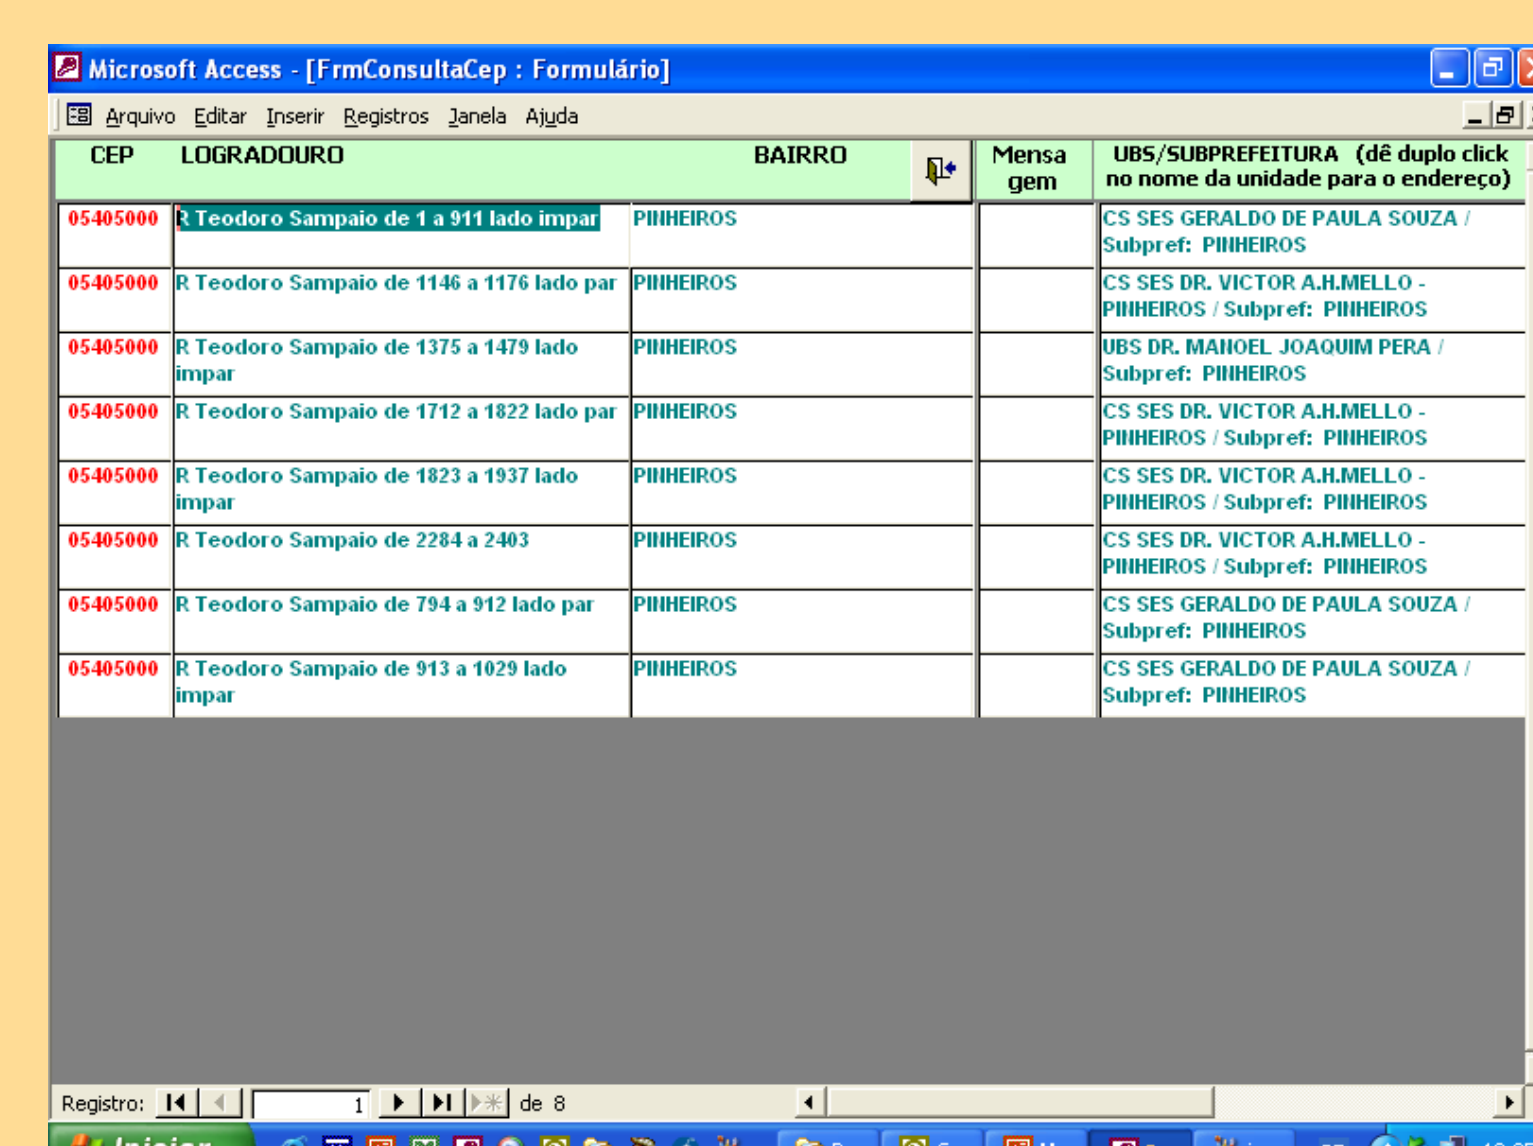 Microsoft Access - [FrmConsultaCep : Formulário]
Arquivo Editar Inserir Registros Janela Ajuda
CEP LOGRADOURO BAIRRO Mensa gem UBS/SUBPREFEITURA (dê duplo click no nome da unidade para o endereço)
05405000 R Teodoro Sampaio de 1 a 911 lado impar PINHEIROS CS SES GERALDO DE PAULA SOUZA /
Subpref: PINHEIROS
05405000 R Teodoro Sampaio de 1146 a 1176 lado par PINHEIROS CS SES DR. VICTOR A.H.MELLO -
PINHEIROS / Subpref: PINHEIROS
05405000 R Teodoro Sampaio de 1375 a 1479 lado PINHEIROS UBS DR. MANOEL JOAQUIM PERA /
impar Subpref: PINHEIROS
05405000 R Teodoro Sampaio de 1712 a 1822 lado par PINHEIROS CS SES DR. VICTOR A.H.MELLO -
PINHEIROS / Subpref: PINHEIROS
05405000 R Teodoro Sampaio de 1823 a 1937 lado PINHEIROS CS SES DR. VICTOR A.H.MELLO -
impar PINHEIROS / Subpref: PINHEIROS
05405000 R Teodoro Sampaio de 2284 a 2403 PINHEIROS CS SES DR. VICTOR A.H.MELLO -
PINHEIROS / Subpref: PINHEIROS
05405000 R Teodoro Sampaio de 794 a 912 lado par PINHEIROS CS SES GERALDO DE PAULA SOUZA /
Subpref: PINHEIROS
05405000 R Teodoro Sampaio de 913 a 1029 lado PINHEIROS CS SES GERALDO DE PAULA SOUZA /
impar Subpref: PINHEIROS
Registro: 1 de 8
Iniciar